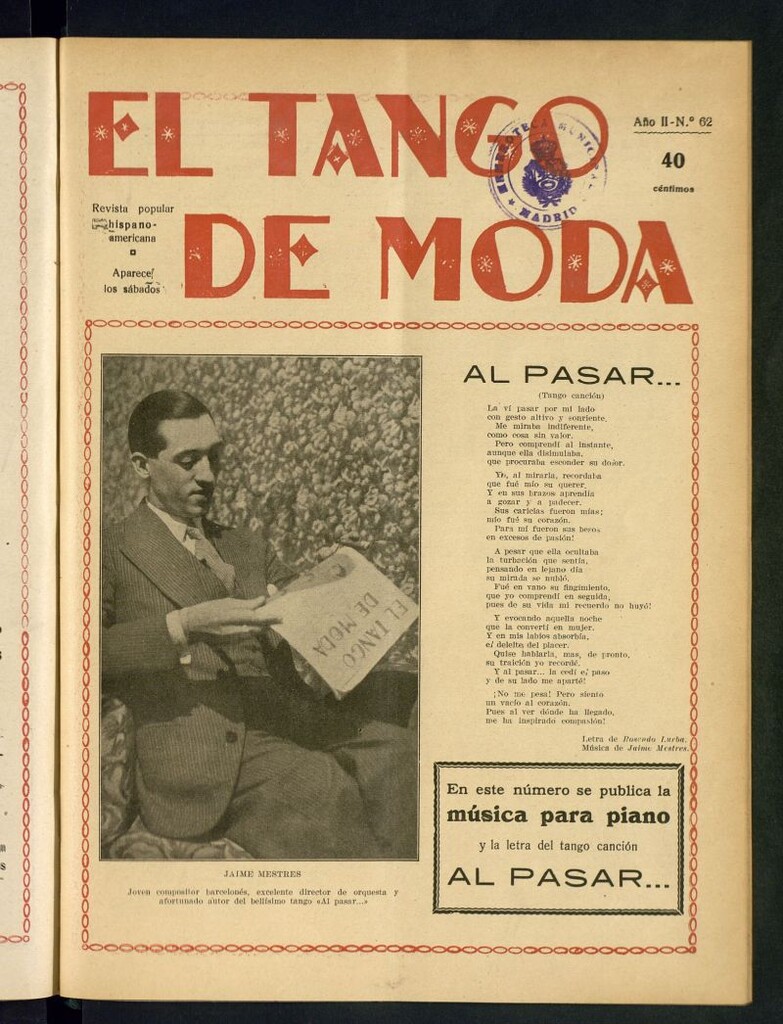 EL TANGO
DE MODA
Año II-N.º 62
40
céntimos
Revista popular
hispano-
americana
Aparece
los sábados
HEMEROTECA MUNICIPAL
MADRID
EL TANGO
DE MODA
JAIME MESTRES
Joven compositor barcelonés, excelente director de orquesta y
afortunado autor del bellísimo tango «Al pasar...»
AL PASAR...
(Tango canción)
La ví pasar por mi lado
con gesto altivo y sonriente.
Me miraba indiferente,
como cosa sin valor.
Pero comprendí al instante,
aunque ella disimulaba,
que procuraba esconder su dolor.
Yo, al mirarla, recordaba
que fué mío su querer.
Y en sus brazos aprendía
a gozar y a padecer.
Sus caricias fueron mías;
mío fué su corazón.
Para mí fueron sus besos
en excesos de pasión!
A pesar que ella ocultaba
la turbación que sentía,
pensando en lejano día
su mirada se nubló.
Fué en vano su fingimiento,
que yo comprendí en seguida,
pues de su vida mi recuerdo no huyó!
Y evocando aquella noche
que la convertí en mujer.
Y en mis labios absorbía,
el deleite del placer.
Quise hablarla, mas, de pronto,
su traición yo recordé.
Y al pasar... la cedí el paso
y de su lado me aparté!
¡No me pesa! Pero siento
un vacío al corazón.
Pues al ver dónde ha llegado,
me ha inspirado compasión!
Letra de Rosendo Llurba.
Música de Jaime Mestres.
En este número se publica la
música para piano
y la letra del tango canción
AL PASAR...